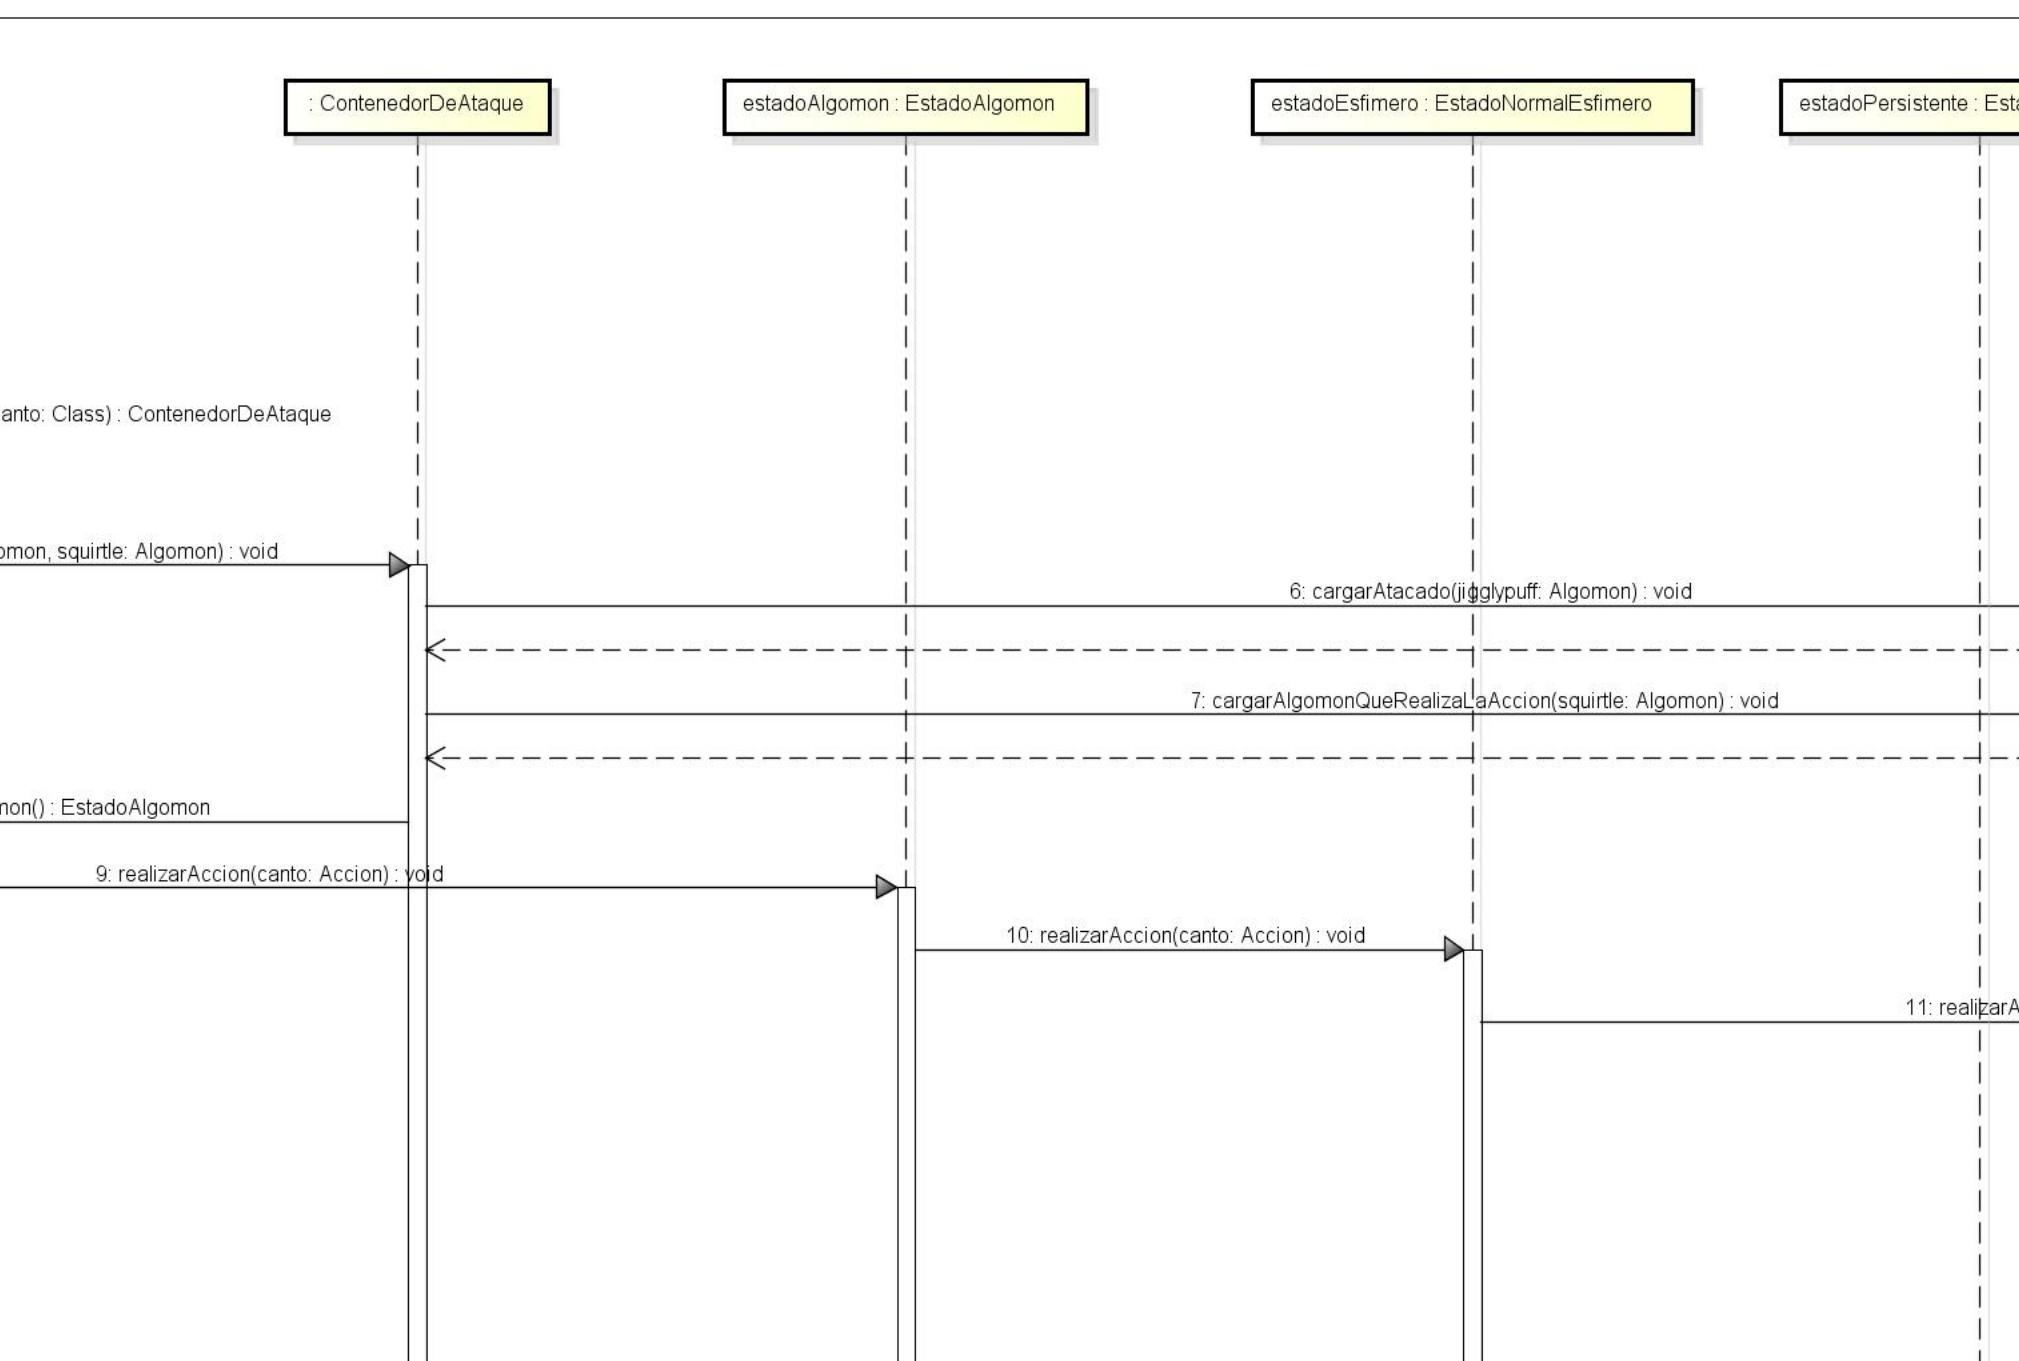 : ContenedorDeAtaque
estadoAlgomon : EstadoAlgomon
estadoEsfimero : EstadoNormalEsfimero
estadoPersistente : Esta
anto: Class) : ContenedorDeAtaque
omon, squirtle: Algomon) : void
6: cargarAtacado(jigglypuff: Algomon) : void
7: cargarAlgomonQueRealizaLaAccion(squirtle: Algomon) : void
mon() : EstadoAlgomon
9: realizarAccion(canto: Accion) : void
10: realizarAccion(canto: Accion) : void
11: realizarA